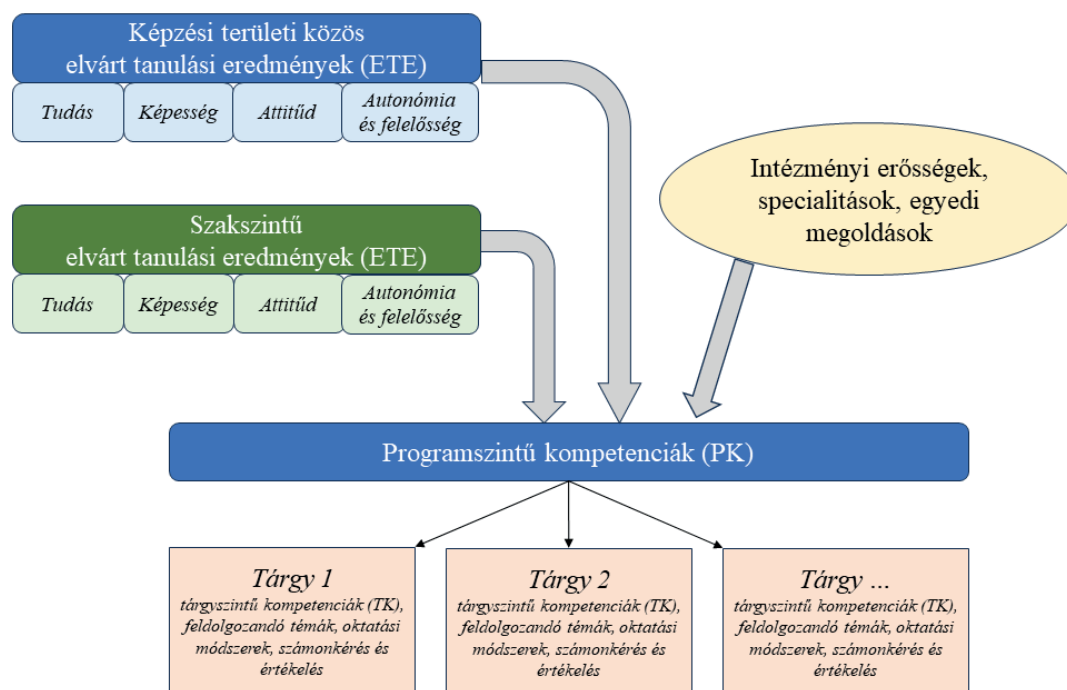 Képzési területi közös
elvárt tanulási eredmények (ETE)
Tudás
Képesség
Attitűd
Autonómia
és felelősség
Intézményi erősségek,
specialitások, egyedi
megoldások
Szakszintű
elvárt tanulási eredmények (ETE)
Tudás
Képesség
Attitűd
Autonómia
és felelősség
Programszintű kompetenciák (PK)
Tárgy 1
tárgyszintű kompetenciák (TK),
feldolgozandó témák, oktatási
módszerek, számonkérés és
értékelés
Tárgy 2
tárgyszintű kompetenciák (TK),
feldolgozandó témák, oktatási
módszerek, számonkérés és
értékelés
Tárgy ...
tárgyszintű kompetenciák (TK),
feldolgozandó témák, oktatási
módszerek, számonkérés és
értékelés